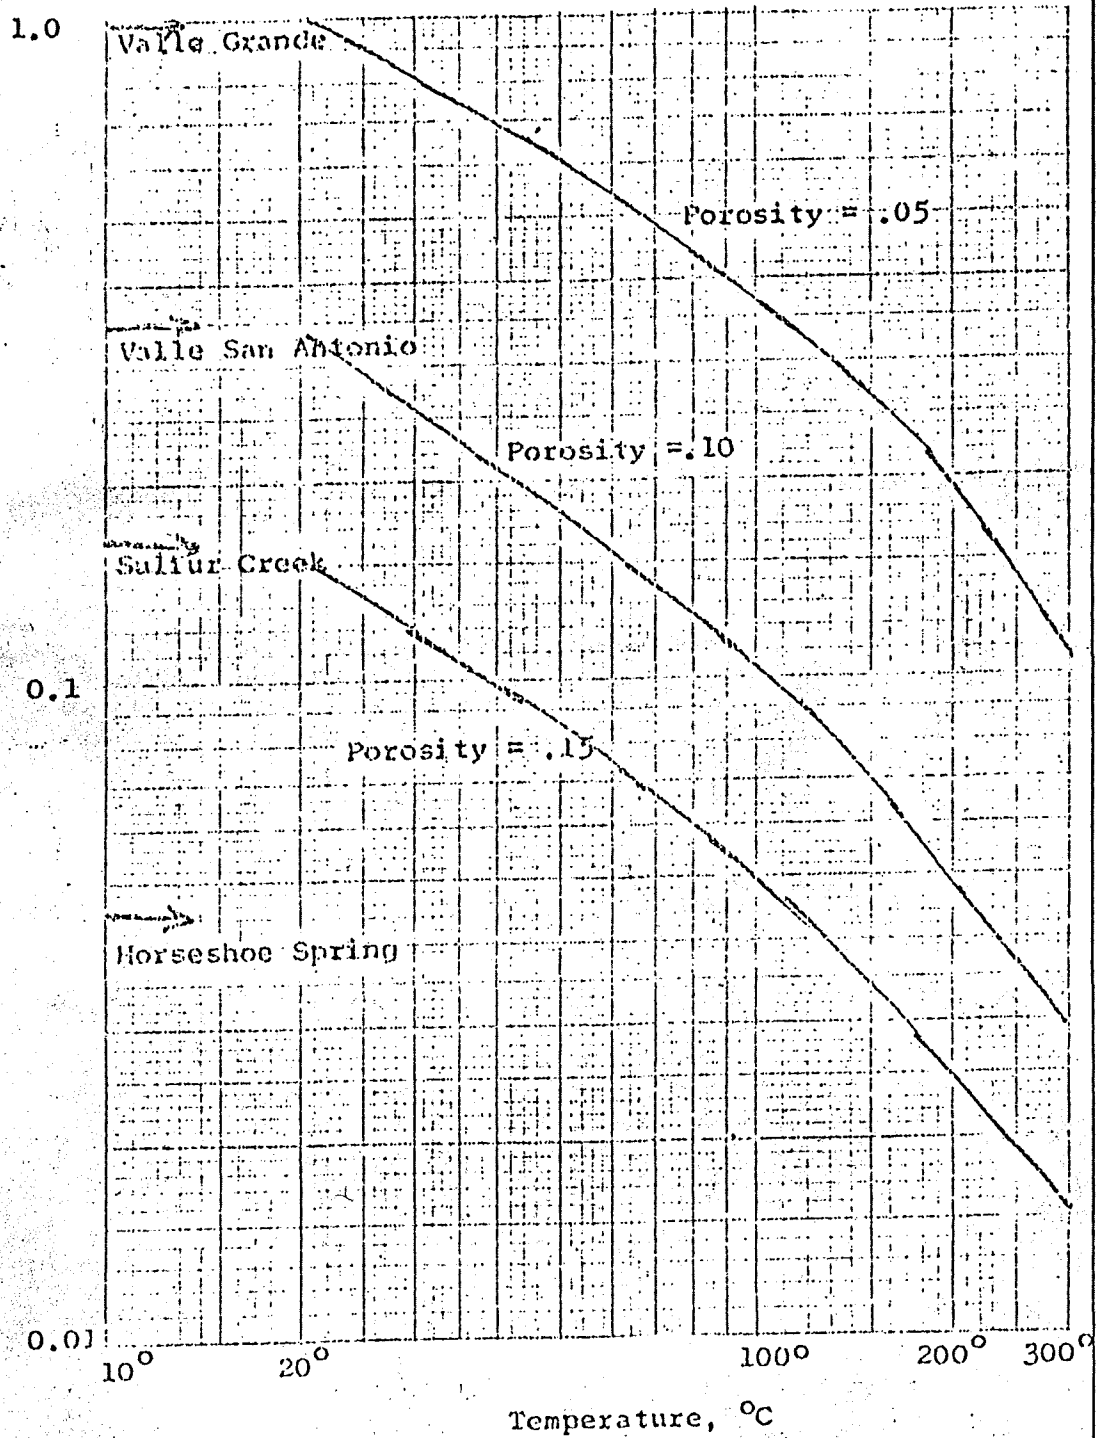 1.0
Valle Grande
Porosity = .05
Valle San Antonio
Porosity =.10
Sulfur Creek
0.1
Porosity = .15
Horseshoe Spring
0.01
10°
20°
100°
200°
300°
Temperature, °C